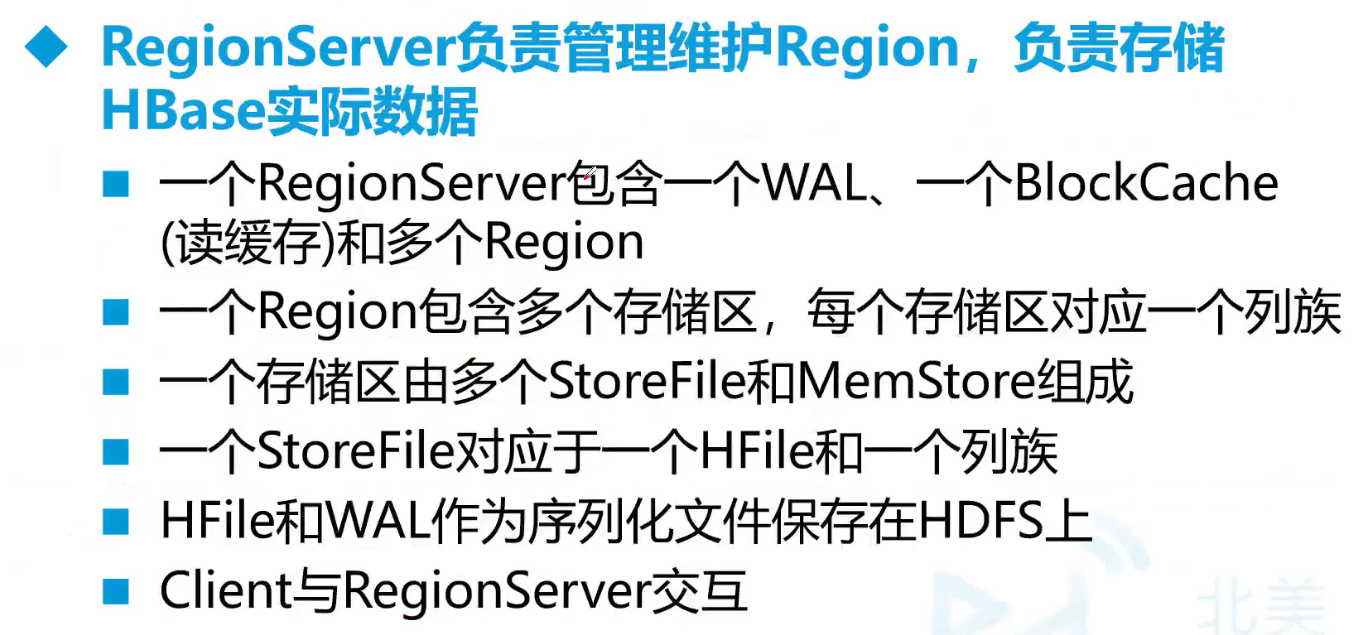 RegionServer负责管理维护Region，负责存储
HBase实际数据
一个RegionServer包含一个WAL、一个BlockCache
(读缓存)和多个Region
一个Region包含多个存储区，每个存储区对应一个列族
一个存储区由多个StoreFile和MemStore组成
一个StoreFile对应于一个HFile和一个列族
HFile和WAL作为序列化文件保存在HDFS上
Client与RegionServer交互
北美